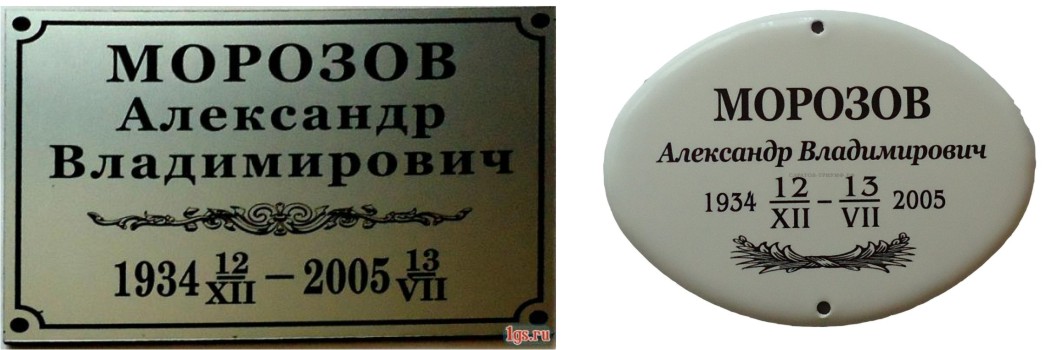 МОРОЗОВ
Александр
Владимирович
1934 12/XII – 2005 13/VII
1gs.ru
МОРОЗОВ
Александр Владимирович
1934 12/XII – 13/VII 2005